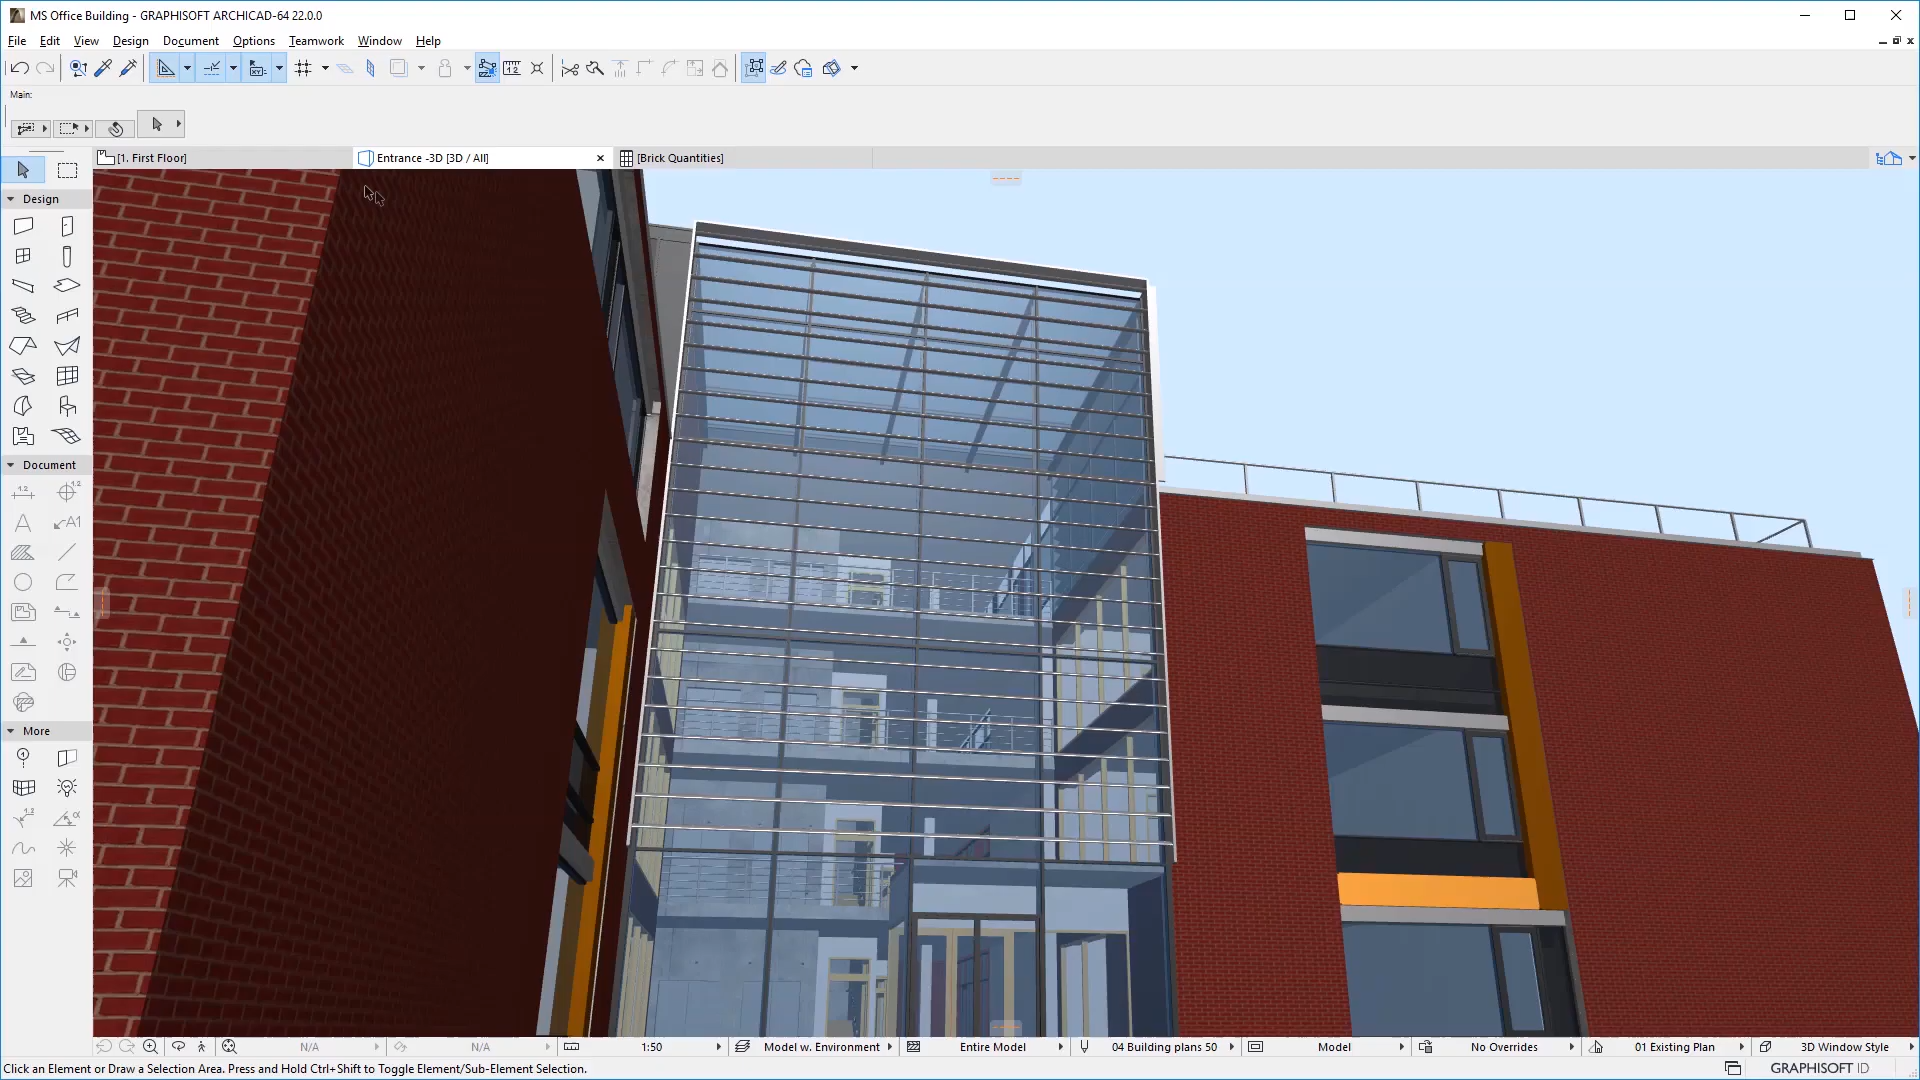 MS Office Building - GRAPHISOFT ARCHICAD-64 22.0.0
File Edit View Design Document Options Teamwork Window Help
Main:
[1. First Floor]
Entrance -3D [3D / All]
[Brick Quantities]
Design
Document
More
N/A
N/A
1:50
Model w. Environment
Entire Model
04 Building plans 50
Model
No Overrides
01 Existing Plan
3D Window Style
Click an Element or Draw a Selection Area. Press and Hold Ctrl+Shift to Toggle Element/Sub-Element Selection.
GRAPHISOFT ID